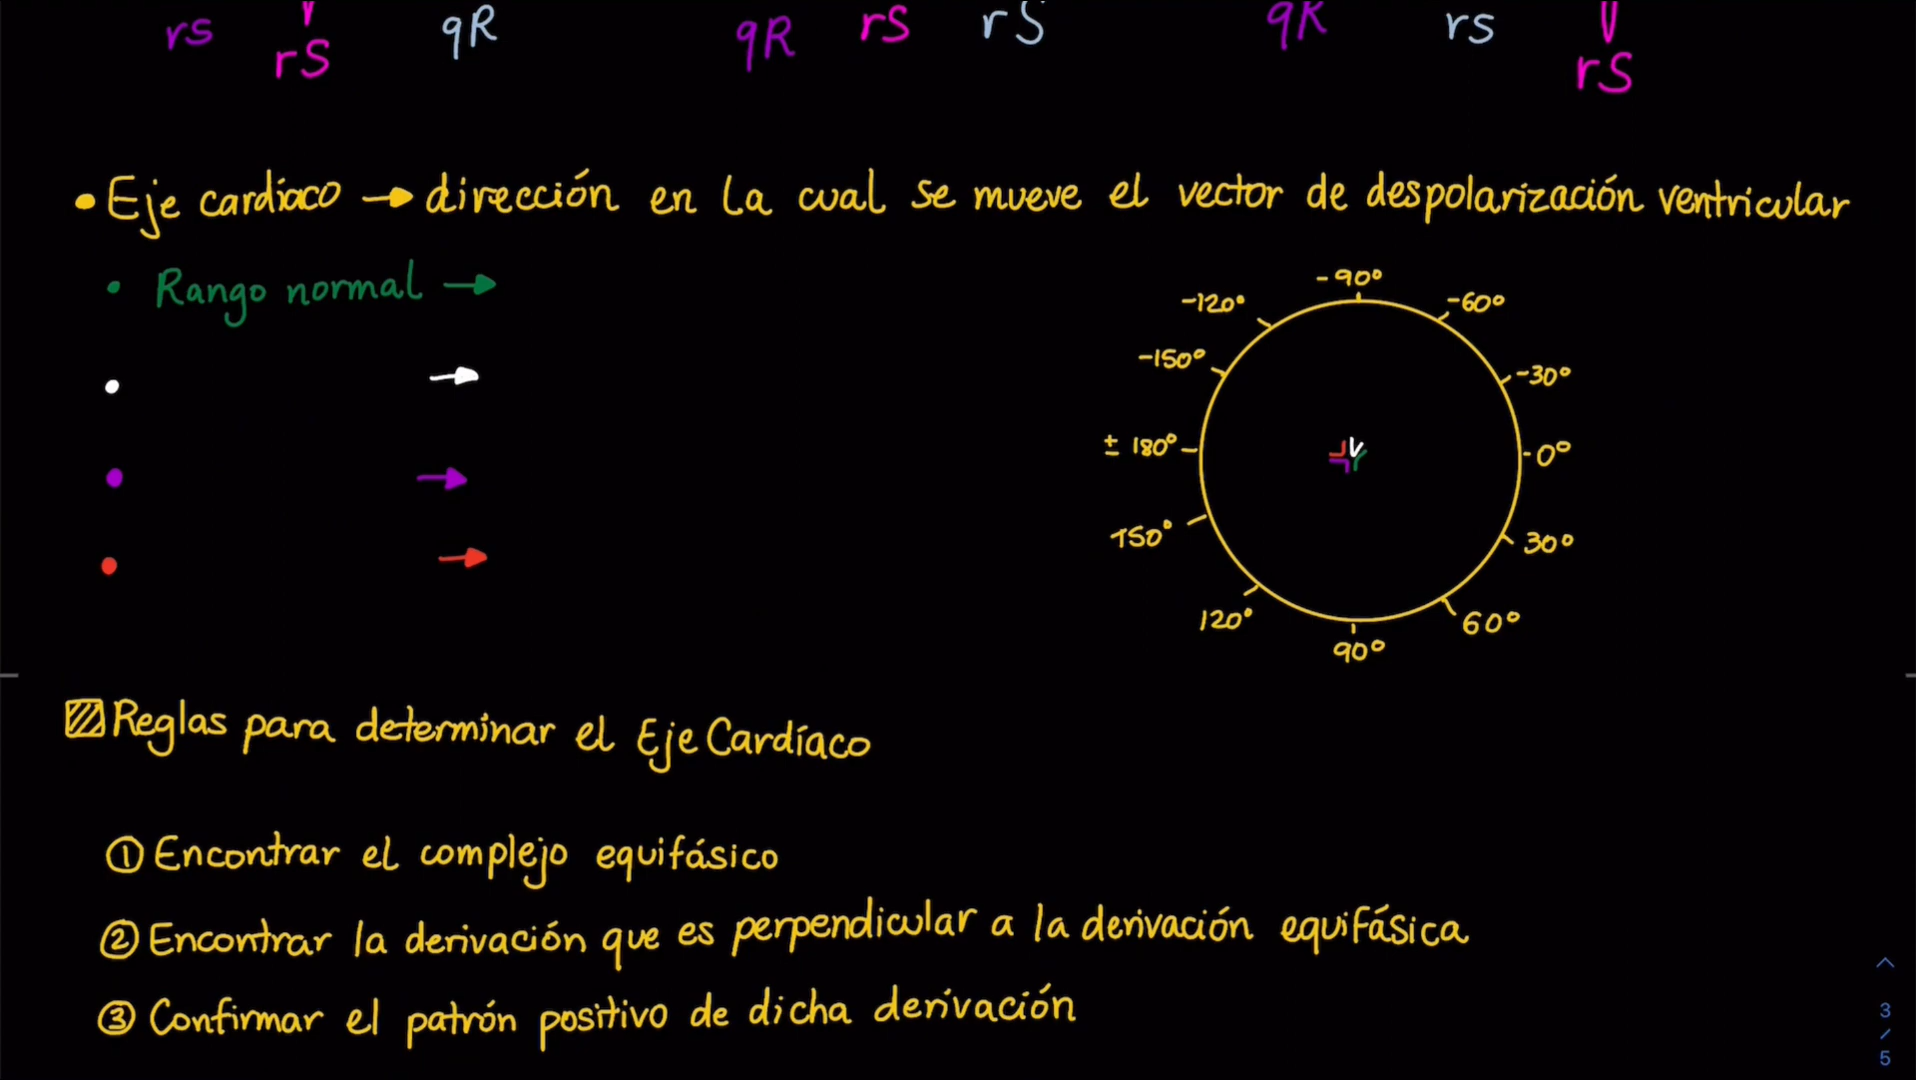 rs rS qR qR rS rS qR rs rS
• Eje cardíaco → dirección en la cual se mueve el vector de despolarización ventricular
• Rango normal →
-90°
-120° -60°
-150° -30°
± 180° -0°
150° 30°
120° 60°
90°
Reglas para determinar el Eje Cardíaco
① Encontrar el complejo equifásico
② Encontrar la derivación que es perpendicular a la derivación equifásica
③ Confirmar el patrón positivo de dicha derivación
3
/
5